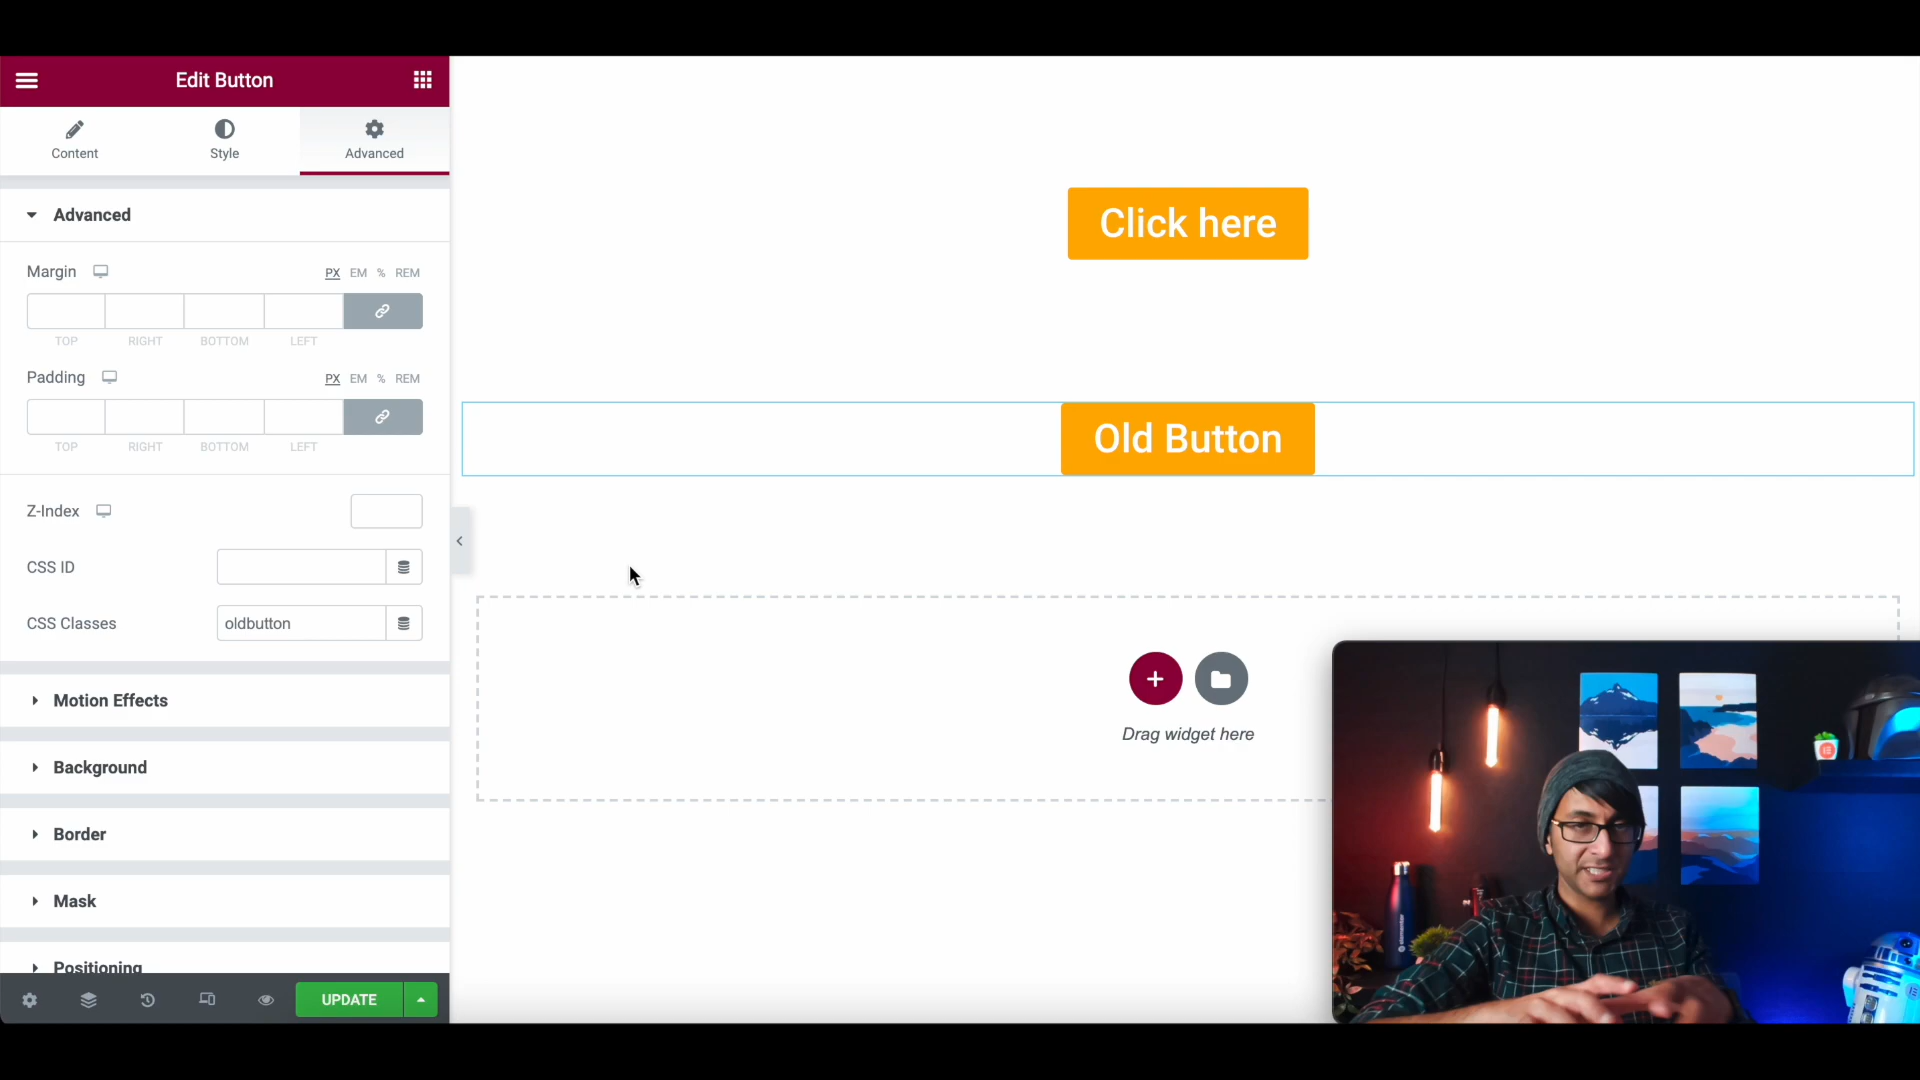 Edit Button
Content
Style
Advanced
Advanced
Margin
PX EM % REM
TOP RIGHT BOTTOM LEFT
Padding
PX EM % REM
TOP RIGHT BOTTOM LEFT
Z-Index
CSS ID
CSS Classes
oldbutton
Motion Effects
Background
Border
Mask
Positioning
UPDATE
Click here
Old Button
Drag widget here
elementor